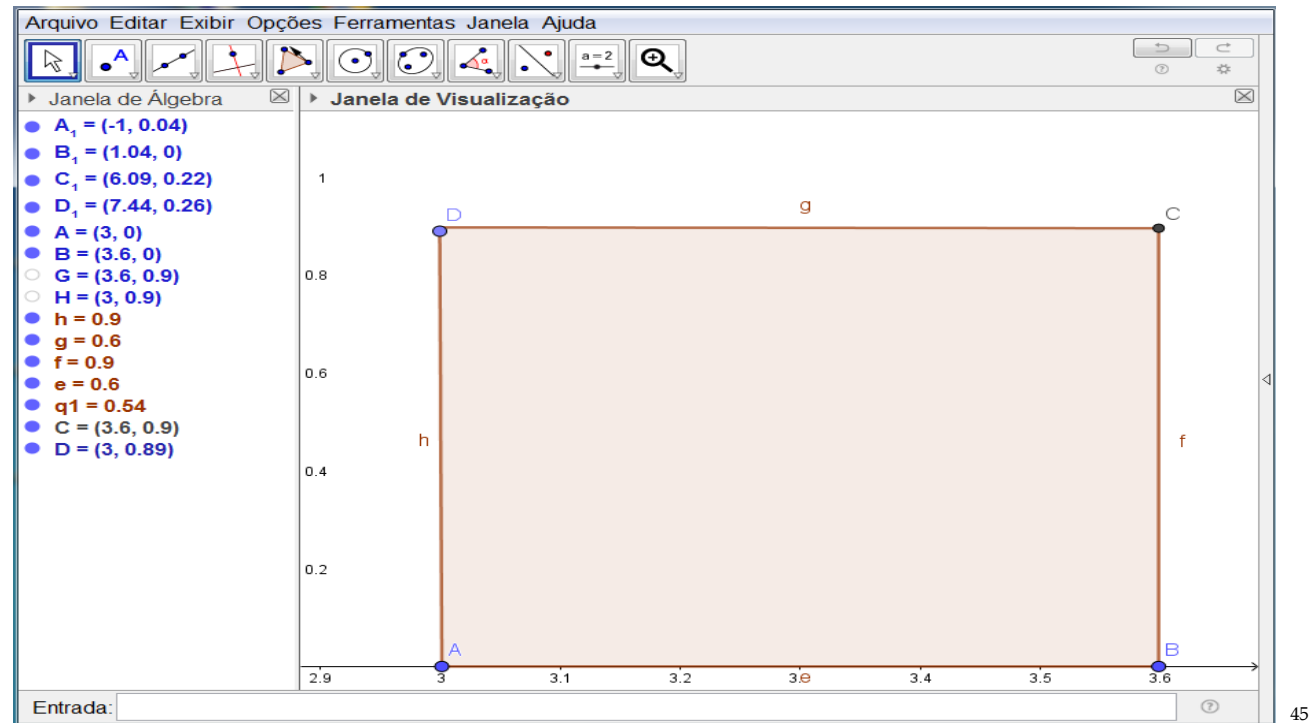 Arquivo Editar Exibir Opções Ferramentas Janela Ajuda
A a=2
Janela de Álgebra
Janela de Visualização
A₁ = (-1, 0.04)
B₁ = (1.04, 0)
C₁ = (6.09, 0.22)
D₁ = (7.44, 0.26)
A = (3, 0)
B = (3.6, 0)
G = (3.6, 0.9)
H = (3, 0.9)
h = 0.9
g = 0.6
f = 0.9
e = 0.6
q1 = 0.54
C = (3.6, 0.9)
D = (3, 0.89)
1
D g C
0.8
0.6
h f
0.4
0.2
A B
2.9 3 3.1 3.2 3.e 3.4 3.5 3.6
Entrada:
45